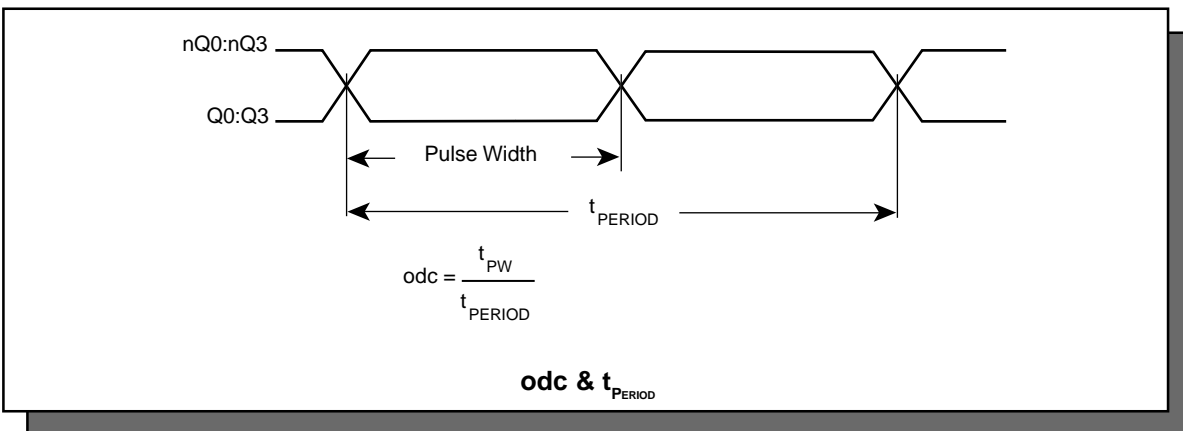 nQ0:nQ3
Q0:Q3
Pulse Width
tPERIOD
odc = tPW
tPERIOD
odc & tPERIOD